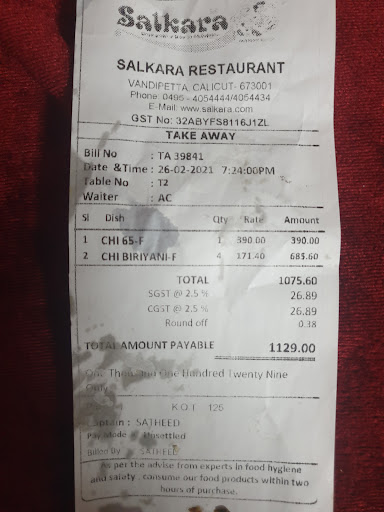 Salkara
SALKARA RESTAURANT
VANDIPETTA, CALICUT- 673001
Phone: 0495 - 4054444/4054434
E-Mail: www.salkara.com
GST No: 32ABYFS8116J1ZL
TAKE AWAY
Bill No : TA 39841
Date &Time : 26-02-2021 7:24:00PM
Table No : T2
Waiter : AC
Sl Dish Qty Rate Amount
1 CHI 65-F 1 390.00 390.00
2 CHI BIRIYANI-F 4 171.40 685.60
TOTAL 1075.60
SGST @ 2.5 % 26.89
CGST @ 2.5 % 26.89
Round off 0.38
TOTAL AMOUNT PAYABLE 1129.00
One Thousand One Hundred Twenty Nine
Only
K.O.T 125
Captain : SATHEED
Pay Mode : Unsettled
Billed By
As per the advise from experts in food hygiene
and safety . consume our food products within two
hours of purchase.